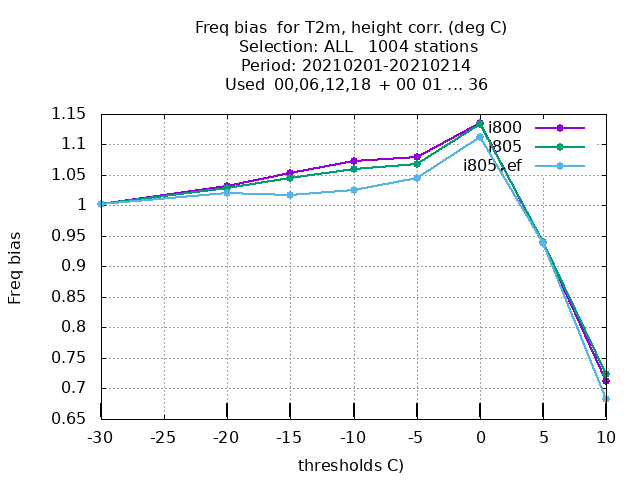 Freq bias for T2m, height corr. (deg C)
Selection: ALL 1004 stations
Period: 20210201-20210214
Used 00,06,12,18 + 00 01 ... 36
1.15
1.1
1.05
1
0.95
0.9
0.85
0.8
0.75
0.7
0.65
Freq bias
i800
i805
-30
-25
-20
-15
-10
-5
0
5
10
thresholds C)